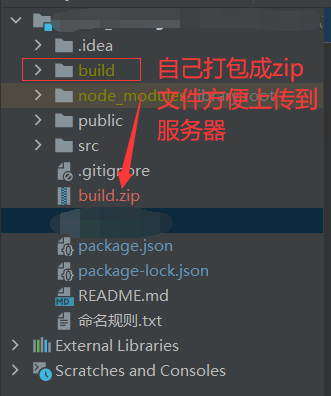 .idea
build
自己打包成zip
文件方便上传到
服务器
node_modules
root
public
src
.gitignore
build.zip
package.json
package-lock.json
README.md
命名规则.txt
External Libraries
Scratches and Consoles